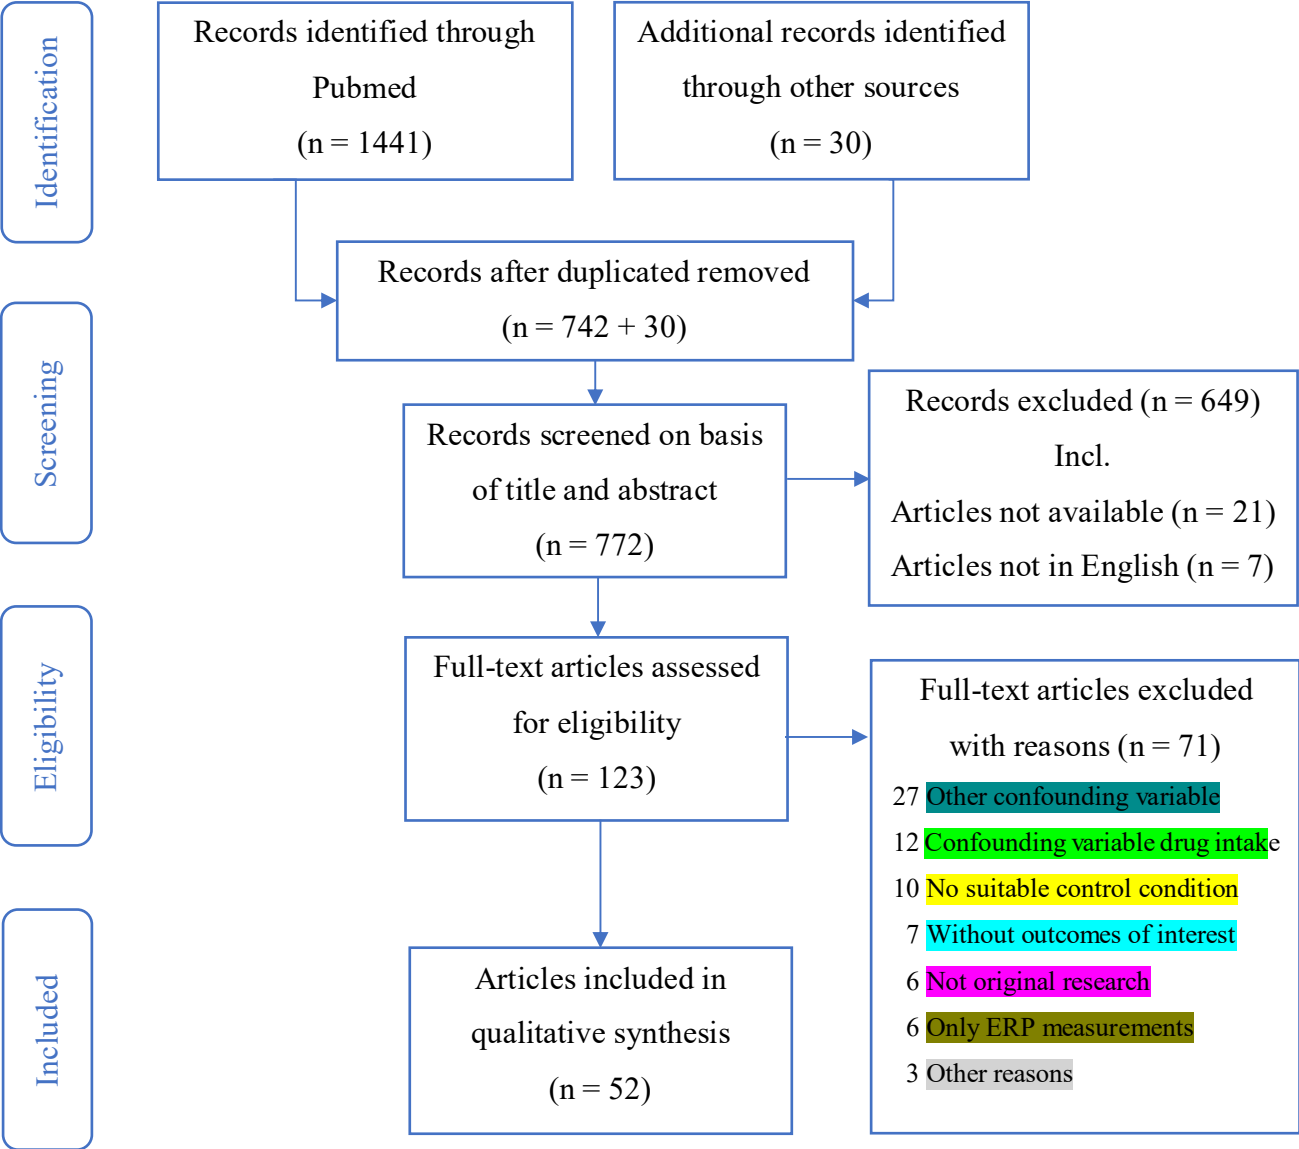 Identification
Records identified through
Pubmed
(n = 1441)
Additional records identified
through other sources
(n = 30)
Records after duplicated removed
(n = 742 + 30)
Screening
Records screened on basis
of title and abstract
(n = 772)
Records excluded (n = 649)
Incl.
Articles not available (n = 21)
Articles not in English (n = 7)
Eligibility
Full-text articles assessed
for eligibility
(n = 123)
Full-text articles excluded
with reasons (n = 71)
27 Other confounding variable
12 Confounding variable drug intake
10 No suitable control condition
7 Without outcomes of interest
6 Not original research
6 Only ERP measurements
3 Other reasons
Included
Articles included in
qualitative synthesis
(n = 52)